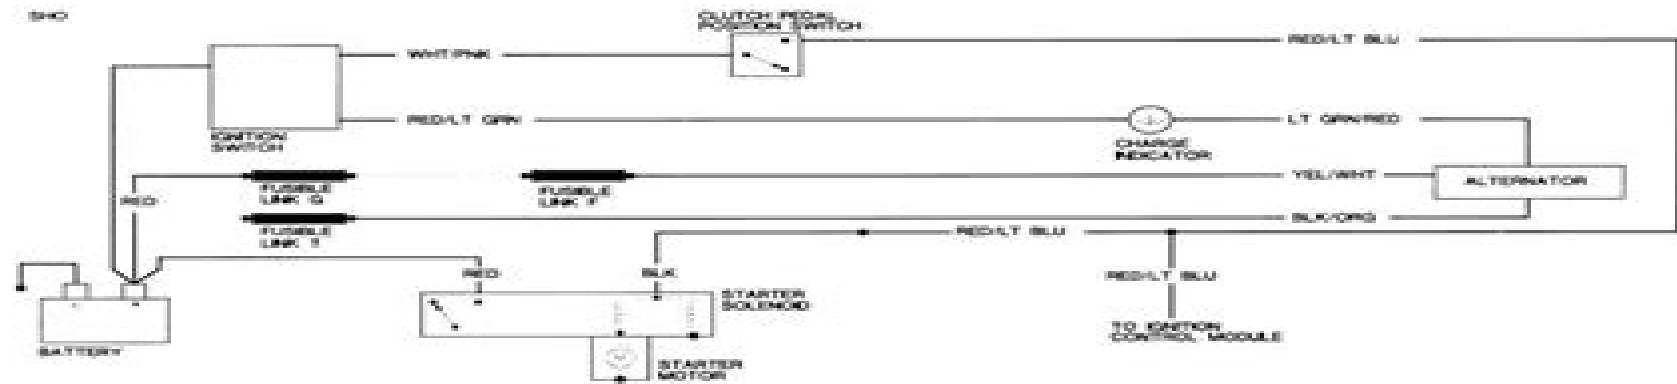 SHO
CLUTCH PEDAL
POSITION SWITCH
WHT/PNK
RED/LT BLU
RED/LT GRN
LT GRN/RED
IGNITION
SWITCH
CHARGE
INDICATOR
YEL/WHT
ALTERNATOR
FUSIBLE
LINK G
FUSIBLE
LINK F
RED
BLK/ORG
FUSIBLE
LINK T
RED/LT BLU
RED
BLK
RED/LT BLU
STARTER
SOLENOID
TO IGNITION
CONTROL MODULE
BATTERY
STARTER
MOTOR